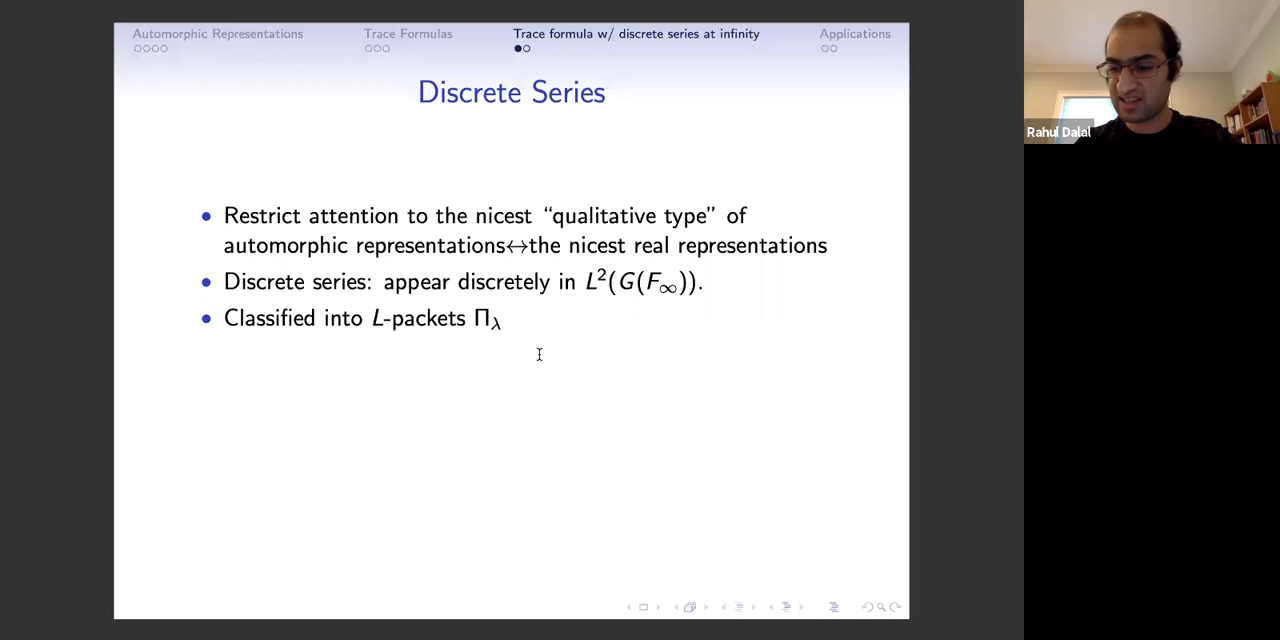 Automorphic Representations Trace Formulas Trace formula w/ discrete series at infinity Applications
Discrete Series
Restrict attention to the nicest “qualitative type” of
automorphic representations↔the nicest real representations
Discrete series: appear discretely in L²(G(F∞)).
Classified into L-packets Πλ
Rahul Dalal